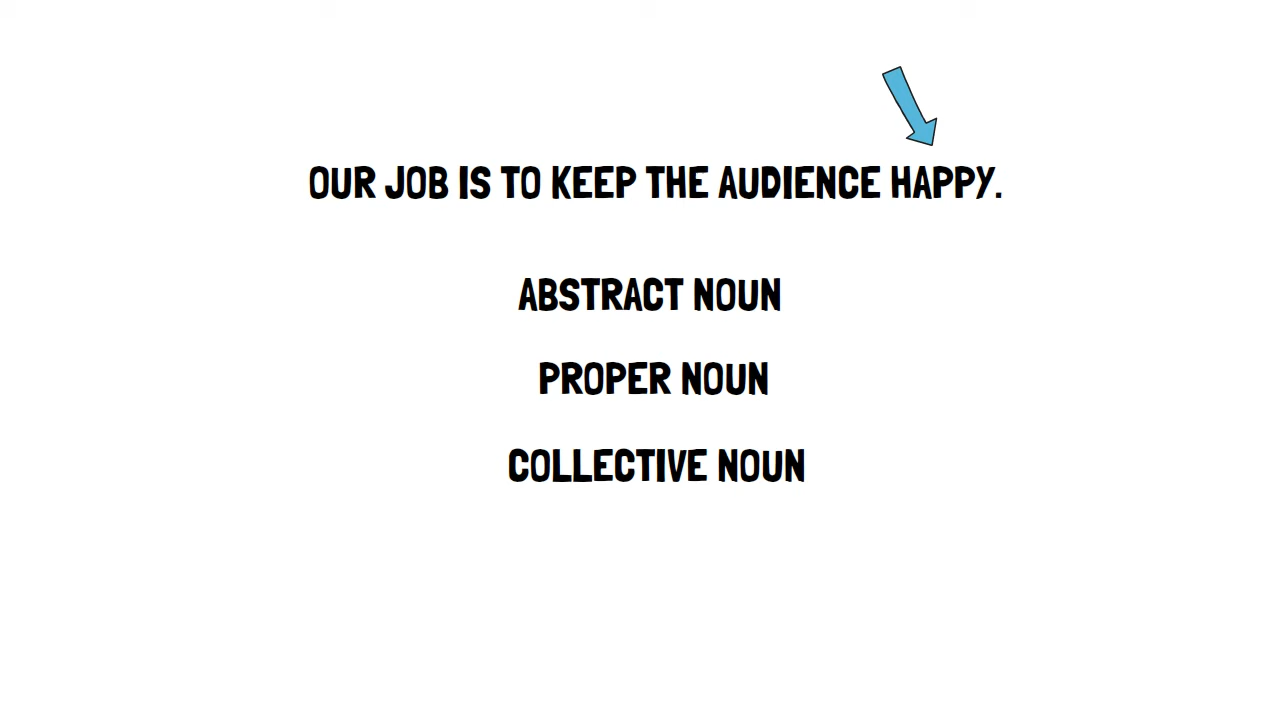 OUR JOB IS TO KEEP THE AUDIENCE HAPPY.
ABSTRACT NOUN
PROPER NOUN
COLLECTIVE NOUN